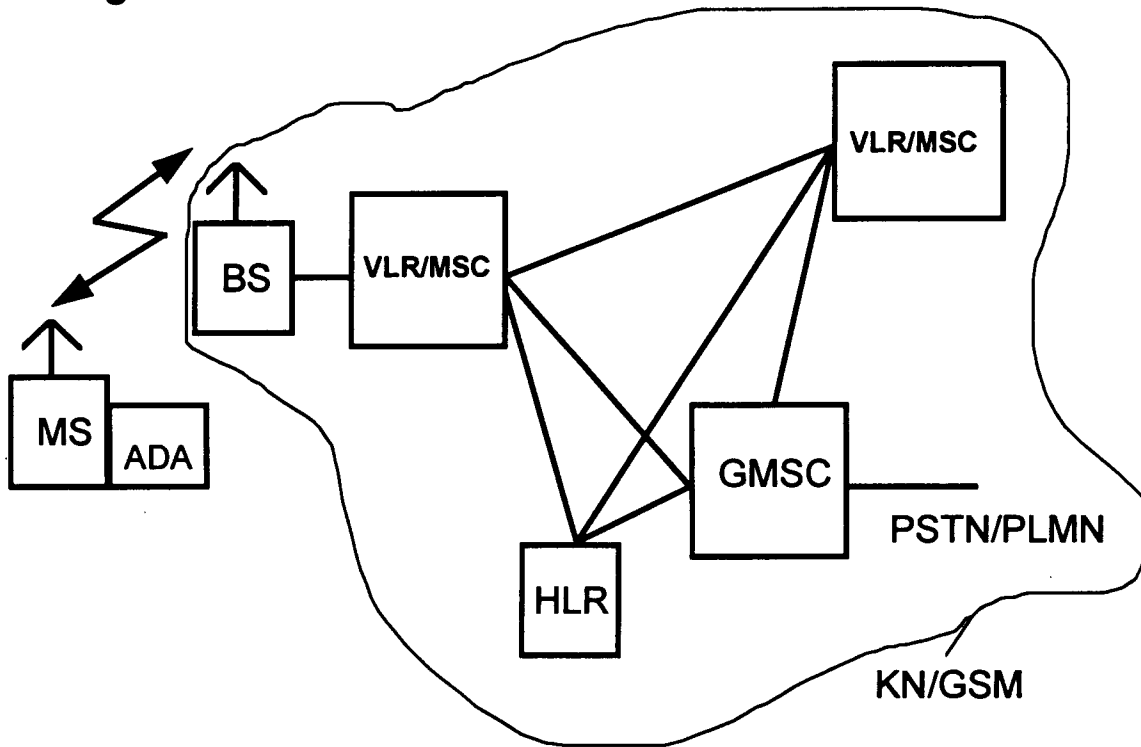 VLR/MSC
BS
VLR/MSC
MS
ADA
GMSC
PSTN/PLMN
HLR
KN/GSM